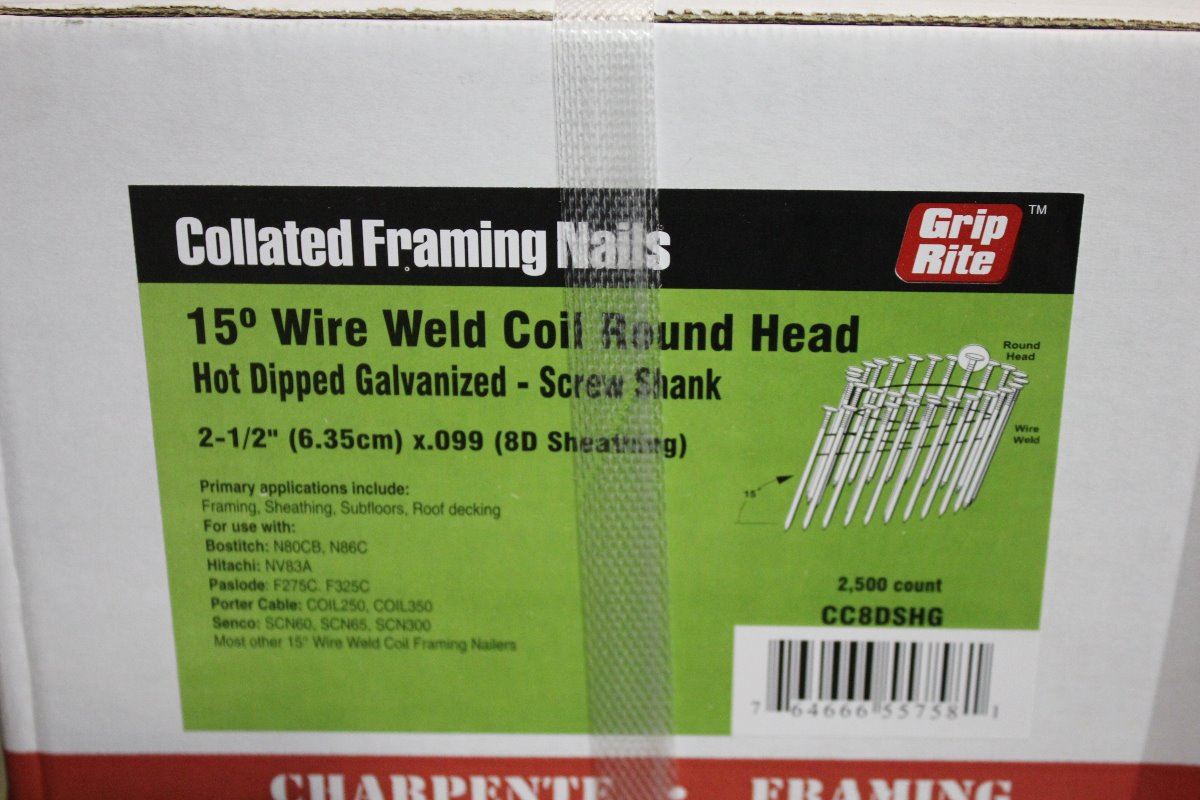 Collated Framing Nails
Grip Rite™
15º Wire Weld Coil Round Head
Hot Dipped Galvanized - Screw Shank
2-1/2" (6.35cm) x.099 (8D Sheathing)
Round
Head
Wire
Weld
15°
Primary applications include:
Framing, Sheathing, Subfloors, Roof decking
For use with:
Bostitch: N80CB, N86C
Hitachi: NV83A
Paslode: F275C. F325C
Porter Cable: COIL250, COIL350
Senco: SCN60, SCN65, SCN300
Most other 15° Wire Weld Coil Framing Nailers
2,500 count
CC8DSHG
7 64666 55758 1
CHARPENTE - FRAMING